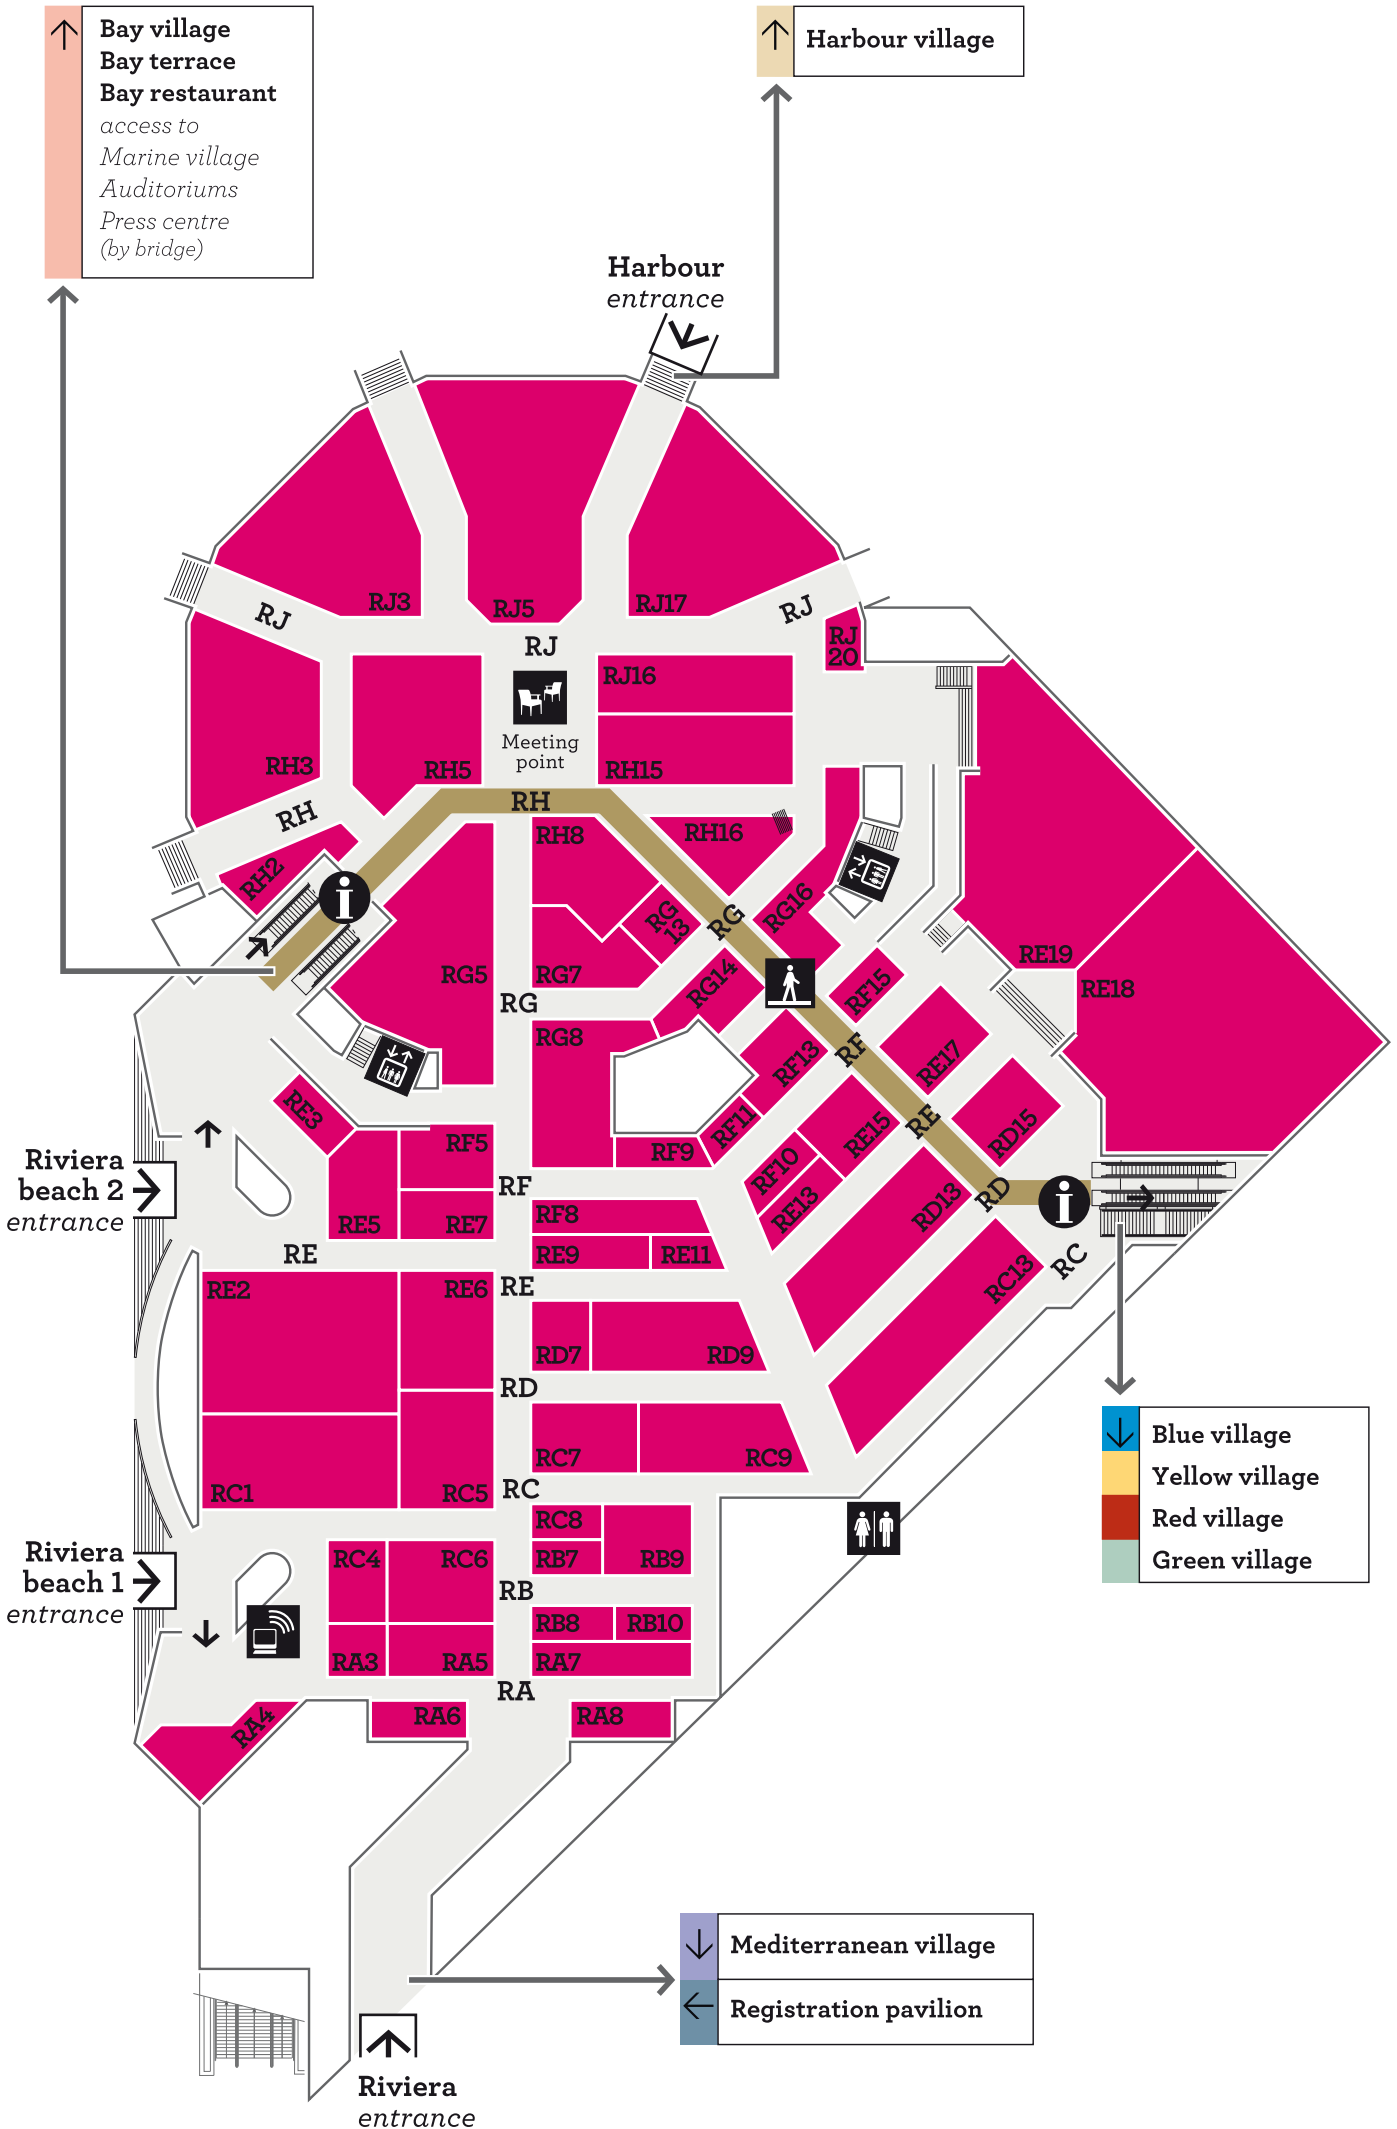 Bay village
Bay terrace
Bay restaurant
access to
Marine village
Auditoriums
Press centre
(by bridge)
Harbour village
Harbour
entrance
RJ3
RJ5
RJ17
RJ
RJ
RJ
RJ
20
RJ16
Meeting
point
RH3
RH5
RH15
RH
RH
RH2
RH8
RH16
RG16
RG
RG
13
RG5
RG7
RG14
RG
RG8
RF15
RE19
RE18
RF13
RF
RE17
RE3
RF5
RF11
RE15
RE
RD15
RF9
RF10
Riviera
beach 2
entrance
RE5
RE7
RF
RF8
RE13
RD13
RD
RE
RE9
RE11
RC
RE2
RE6
RE
RC13
RD7
RD9
RD
RC7
RC9
RC1
RC5
RC
Blue village
Yellow village
Red village
Green village
RC8
Riviera
beach 1
entrance
RC4
RC6
RB7
RB9
RB
RB8
RB10
RA3
RA5
RA7
RA
RA4
RA6
RA8
Mediterranean village
Registration pavilion
Riviera
entrance